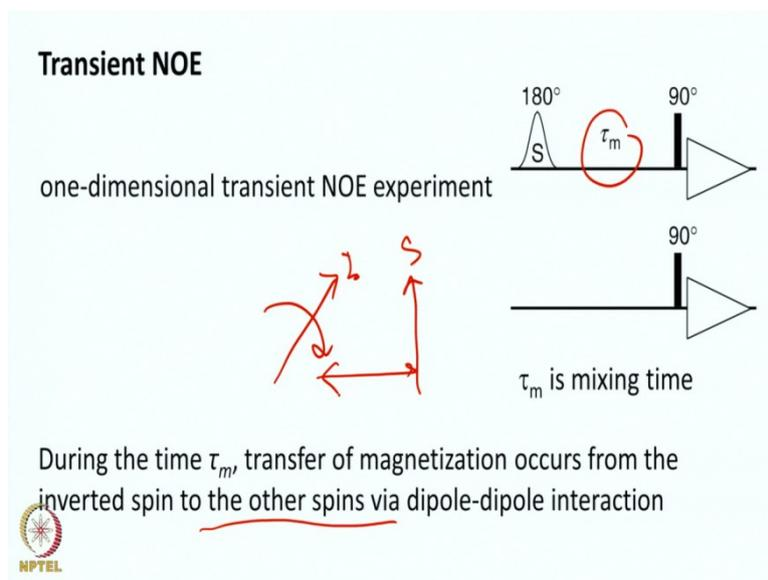 Transient NOE
180°
90°
S
τm
one-dimensional transient NOE experiment
90°
S
τm is mixing time
During the time τm, transfer of magnetization occurs from the
inverted spin to the other spins via dipole-dipole interaction
NPTEL